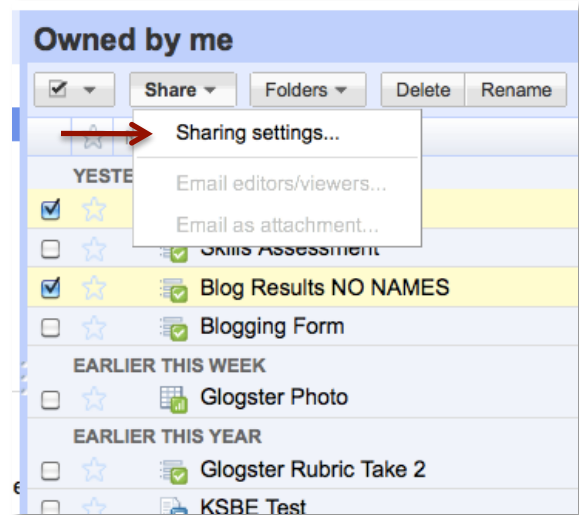 Owned by me
Share Folders Delete Rename
Sharing settings...
YESTE
Email editors/viewers...
Email as attachment...
Skills Assessment
Blog Results NO NAMES
Blogging Form
EARLIER THIS WEEK
Glogster Photo
EARLIER THIS YEAR
Glogster Rubric Take 2
e
KSBE Test